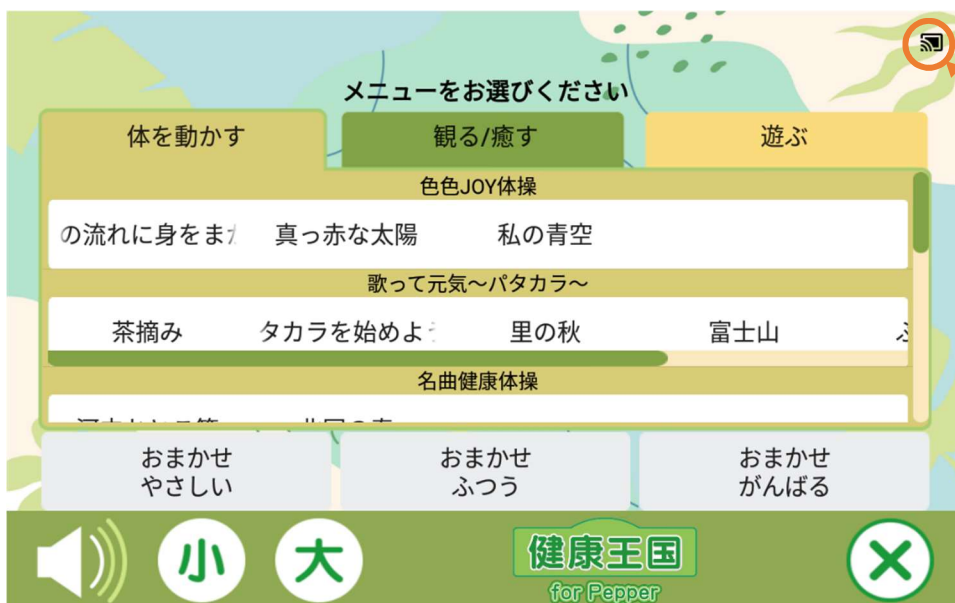 メニューをお選びください
体を動かす
観る/癒す
遊ぶ
色色JOY体操
の流れに身をまか
真っ赤な太陽
私の青空
歌って元気～パタカラ～
茶摘み
タカラを始めよう
里の秋
富士山
名曲健康体操
おまかせ
やさしい
おまかせ
ふつう
おまかせ
がんばる
小
大
健康王国
for Pepper